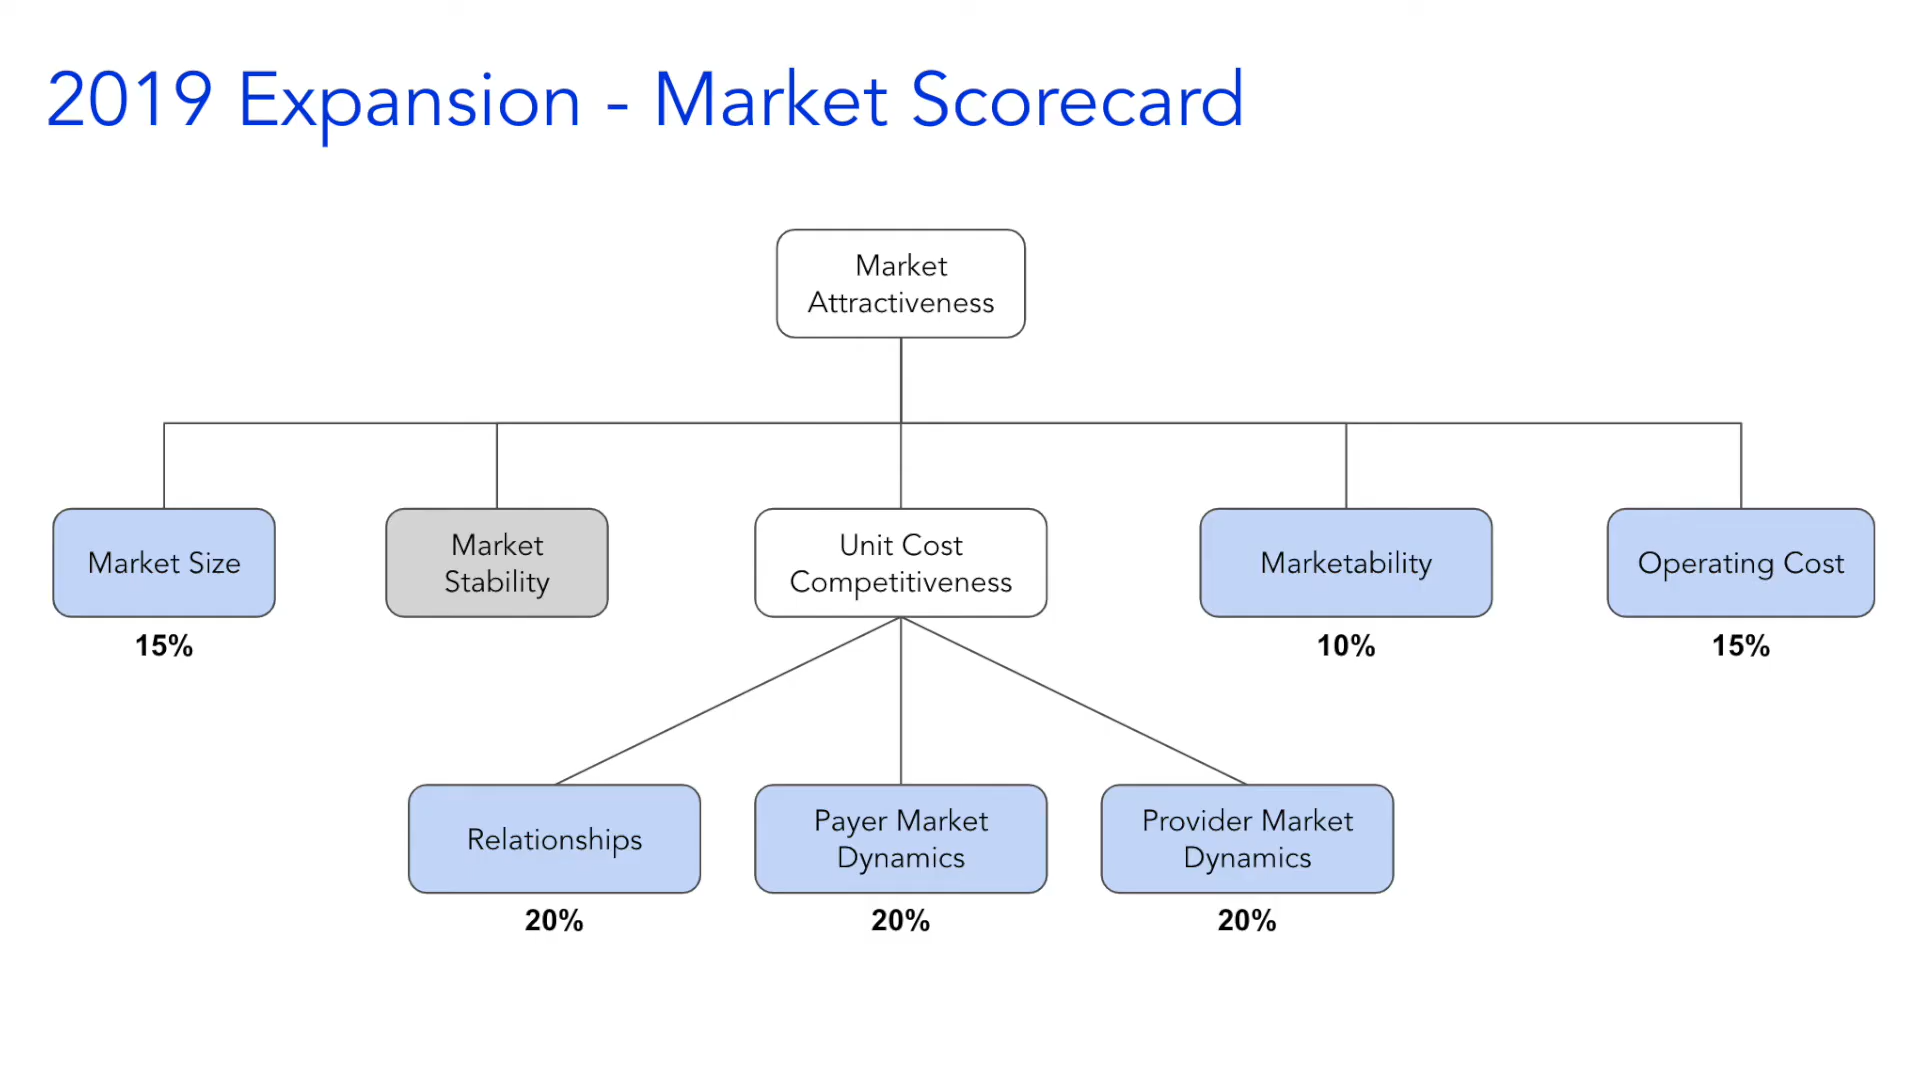 2019 Expansion - Market Scorecard
Market
Attractiveness
Market Size
15%
Market
Stability
Unit Cost
Competitiveness
Marketability
10%
Operating Cost
15%
Relationships
20%
Payer Market
Dynamics
20%
Provider Market
Dynamics
20%